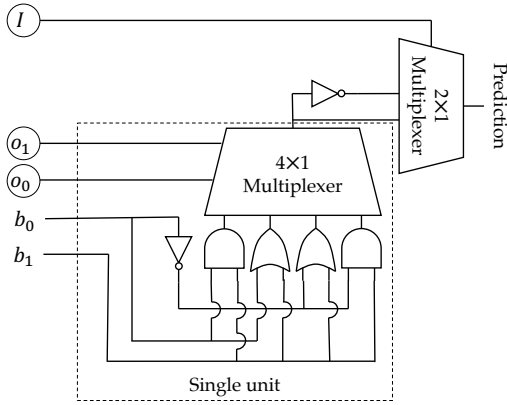 I
o₁
o₀
b₀
b₁
4×1
Multiplexer
2×1
Multiplexer
Prediction
Single unit